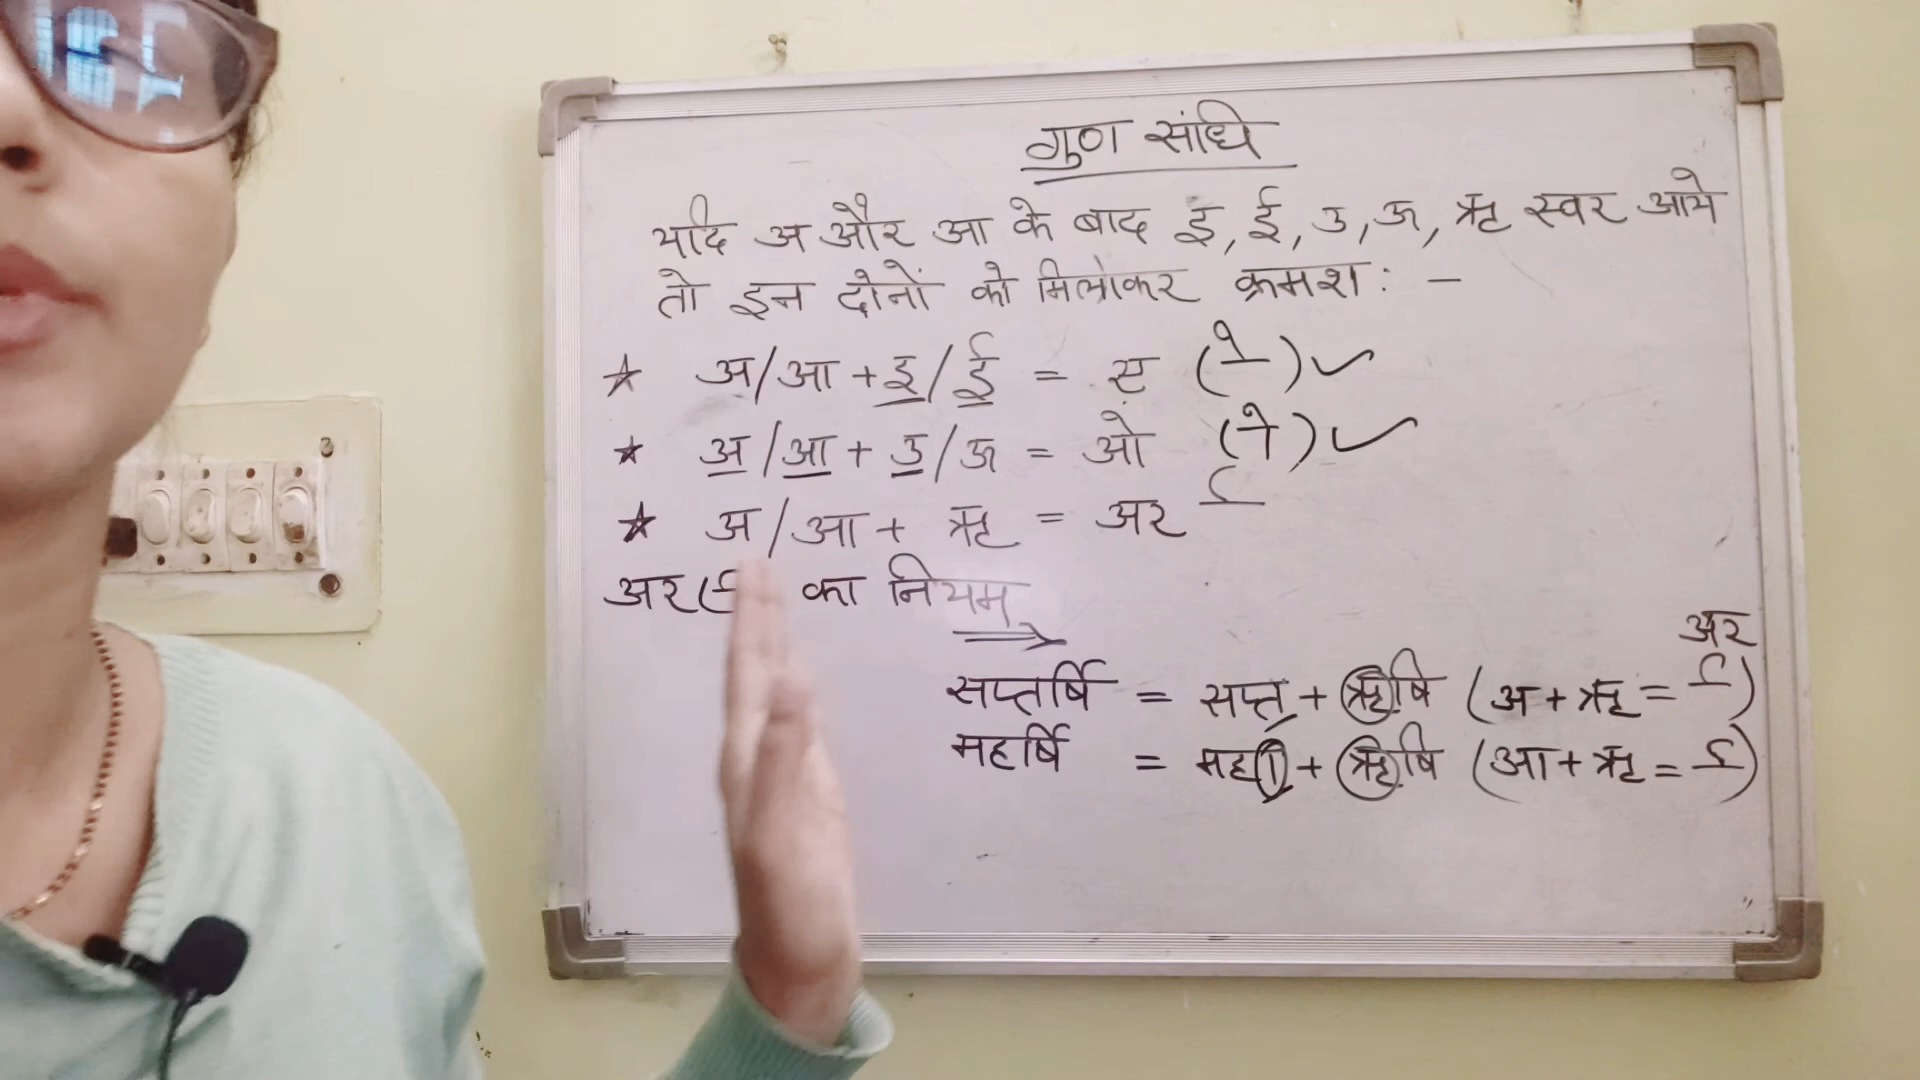 गुण संधि
यदि अ और आ के बाद इ, ई, उ, ऊ, ऋ स्वर आये
तो इन दोनों को मिलाकर क्रमश: –
★ अ/आ + इ/ई = ए ( े ) ✓
★ अ/आ + उ/ऊ = ओ ( ो ) ✓
★ अ/आ + ऋ = अर र्
अर ( र् का नियम
अर
सप्तर्षि = सप्त + ऋषि (अ + ऋ = र्)
महर्षि = महा + ऋषि (आ + ऋ = र्)